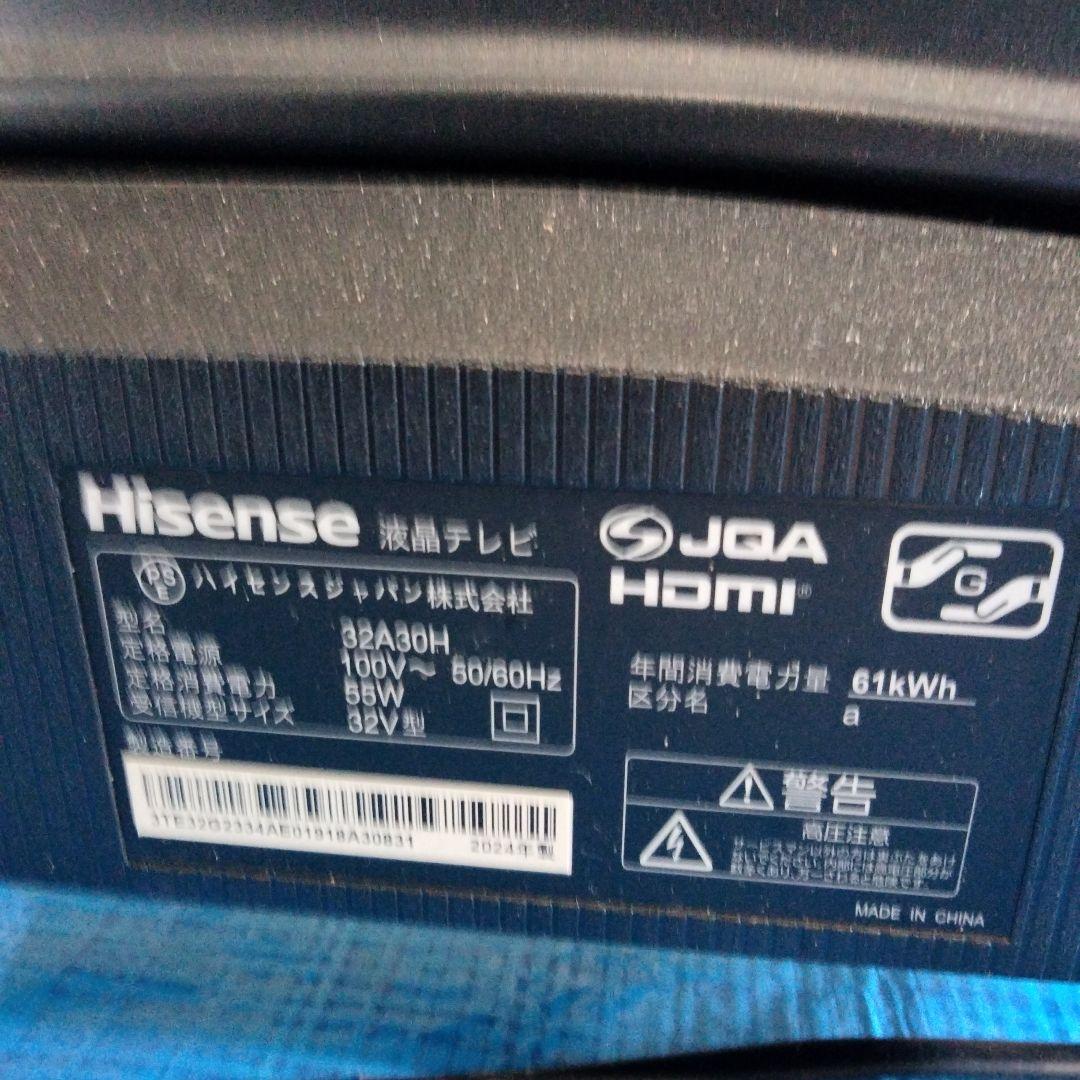 Hisense 液晶テレビ
PS E ハイセンスジャパン株式会社
型名 32A30H
定格電源 100V～ 50/60Hz
定格消費電力 55W
受信機型サイズ 32V型
製造番号
2024年製
JQA
HDMI®
G
年間消費電力量 61kWh
区分名 a
警告
高圧注意
MADE IN CHINA